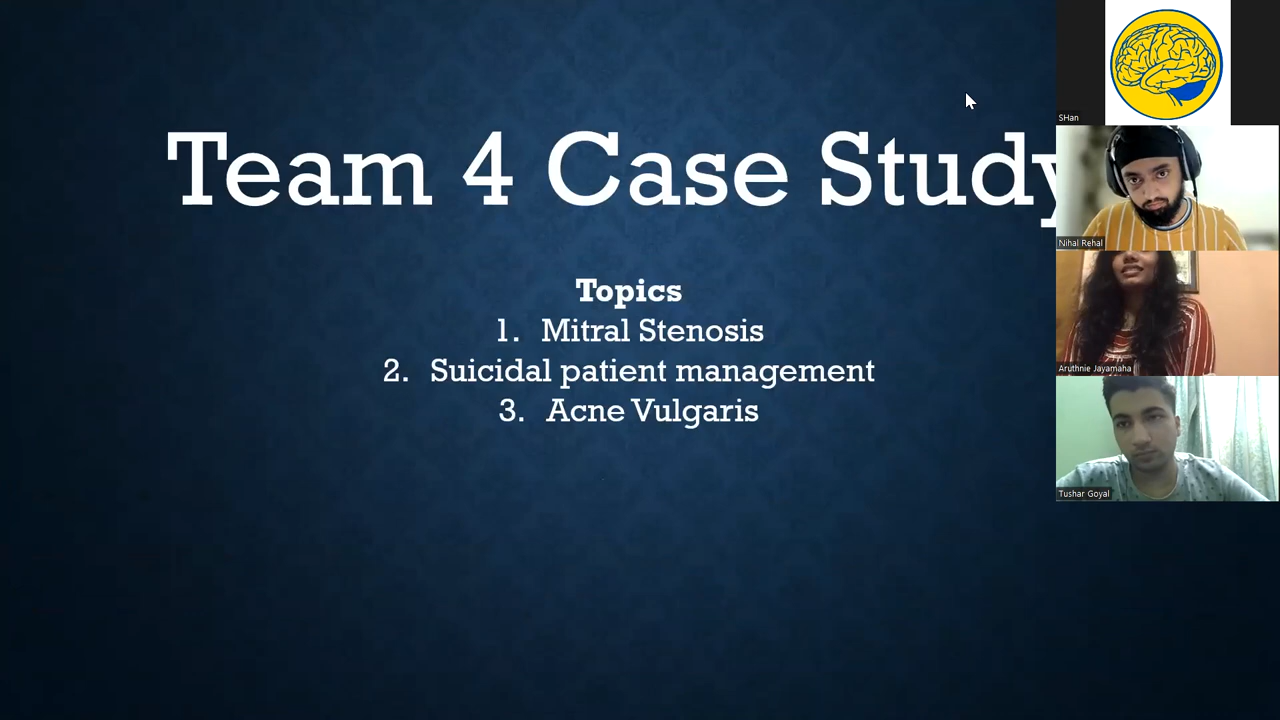 Team 4 Case Study
Topics
1. Mitral Stenosis
2. Suicidal patient management
3. Acne Vulgaris
SHan
Nihal Rehal
Aruthnie Jayamaha
Tushar Goyal